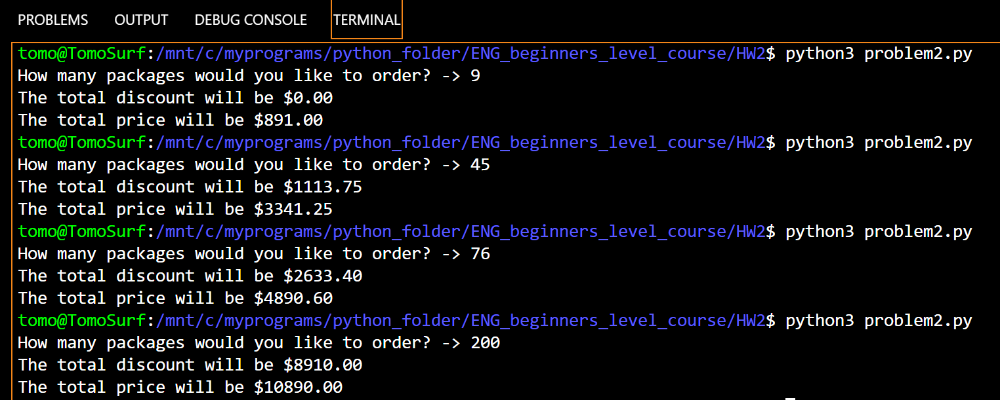 PROBLEMS OUTPUT DEBUG CONSOLE TERMINAL
tomo@TomoSurf:/mnt/c/myprograms/python_folder/ENG_beginners_level_course/HW2$ python3 problem2.py
How many packages would you like to order? -> 9
The total discount will be $0.00
The total price will be $891.00
tomo@TomoSurf:/mnt/c/myprograms/python_folder/ENG_beginners_level_course/HW2$ python3 problem2.py
How many packages would you like to order? -> 45
The total discount will be $1113.75
The total price will be $3341.25
tomo@TomoSurf:/mnt/c/myprograms/python_folder/ENG_beginners_level_course/HW2$ python3 problem2.py
How many packages would you like to order? -> 76
The total discount will be $2633.40
The total price will be $4890.60
tomo@TomoSurf:/mnt/c/myprograms/python_folder/ENG_beginners_level_course/HW2$ python3 problem2.py
How many packages would you like to order? -> 200
The total discount will be $8910.00
The total price will be $10890.00